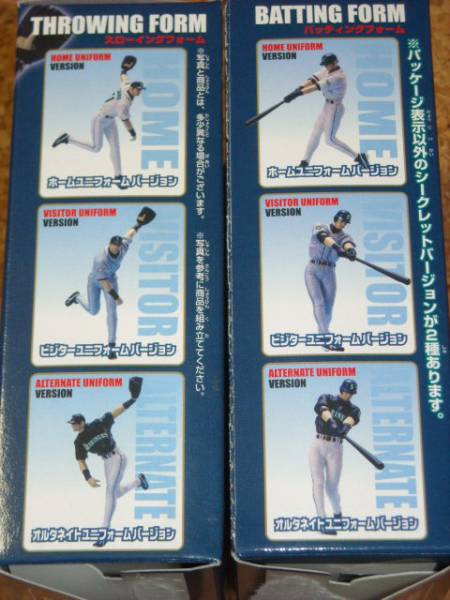 THROWING FORM
スローイングフォーム
HOME UNIFORM
VERSION
HOME
ホームユニフォームバージョン
VISITOR UNIFORM
VERSION
VISITOR
ビジターユニフォームバージョン
ALTERNATE UNIFORM
VERSION
ALTERNATE
オルタネイトユニフォームバージョン
※写真と商品とは、多少異なる場合がございます。
※写真を参考に商品を組み立ててください。
BATTING FORM
バッティングフォーム
HOME UNIFORM
VERSION
HOME
ホームユニフォームバージョン
VISITOR UNIFORM
VERSION
VISITOR
ビジターユニフォームバージョン
ALTERNATE UNIFORM
VERSION
ALTERNATE
オルタネイトユニフォームバージョン
※パッケージ表示以外のシークレットバージョンが2種あります。